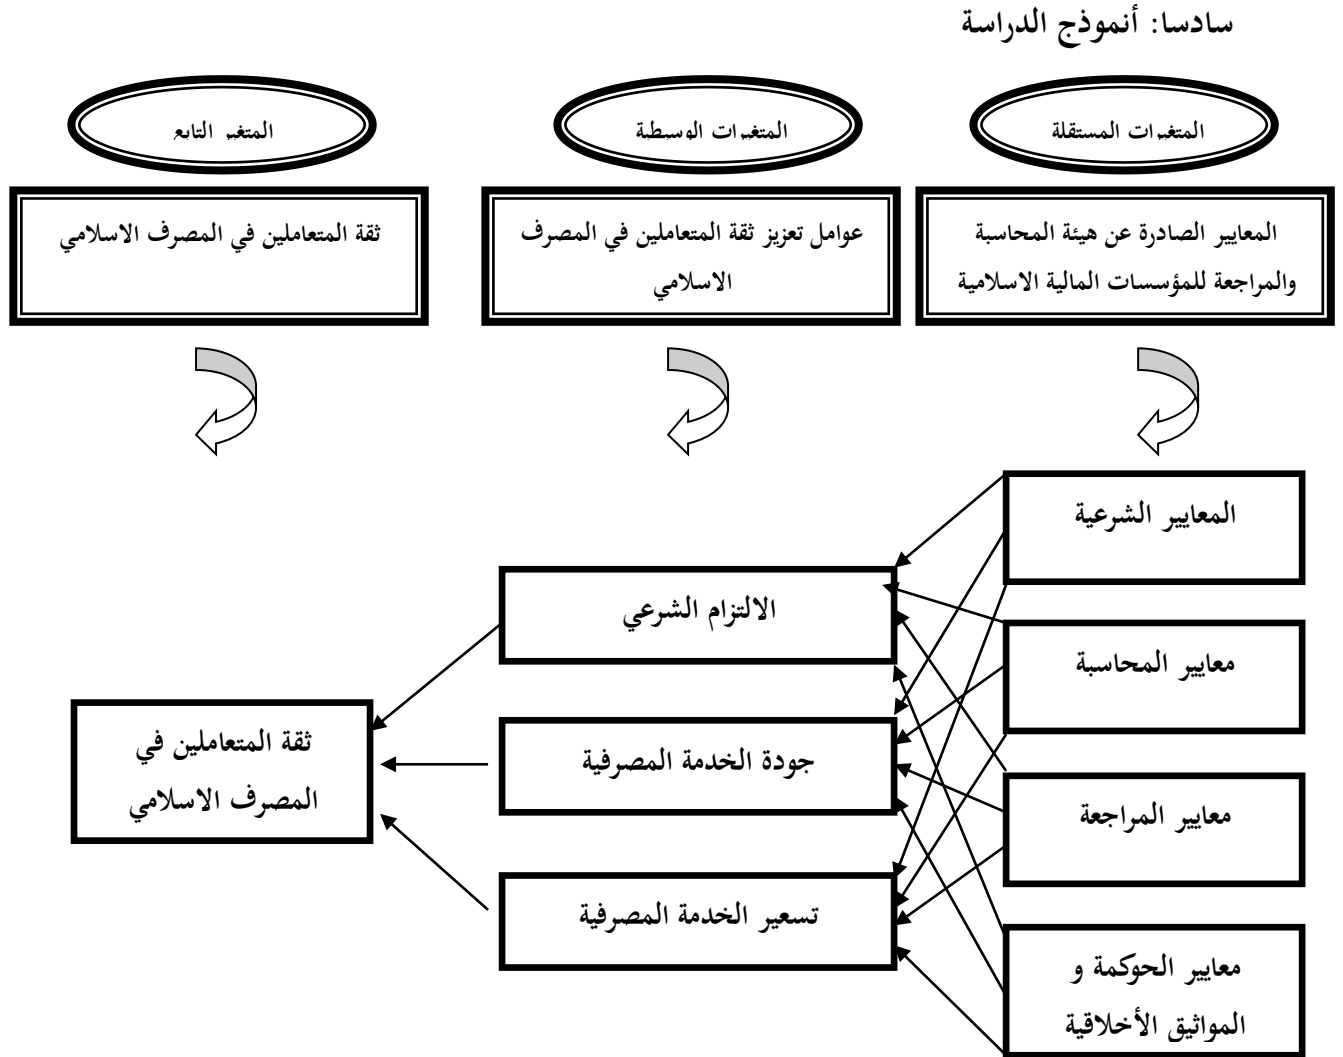 سادسا: أنموذج الدراسة
المتغيرات المستقلة
المتغيرات الوسيطية
المتغير التابع
المعايير الصادرة عن هيئة المحاسبة
والمراجعة للمؤسسات المالية الاسلامية
عوامل تعزيز ثقة المتعاملين في المصرف
الاسلامي
ثقة المتعاملين في المصرف الاسلامي
المعايير الشرعية
معايير المحاسبة
معايير المراجعة
معايير الحوكمة و
المواثيق الأخلاقية
الالتزام الشرعي
جودة الخدمة المصرفية
تسعير الخدمة المصرفية
ثقة المتعاملين في
المصرف الاسلامي